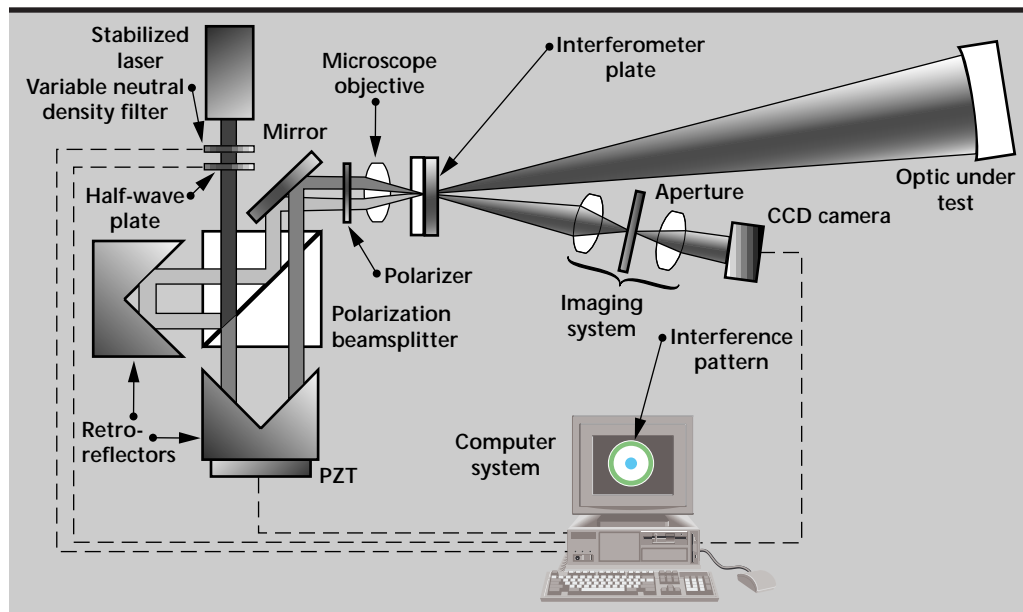 Stabilized
laser
Variable neutral
density filter
Microscope
objective
Interferometer
plate
Mirror
Half-wave
plate
Optic under
test
Aperture
CCD camera
Polarizer
Imaging
system
Polarization
beamsplitter
Interference
pattern
Retro-
reflectors
PZT
Computer
system